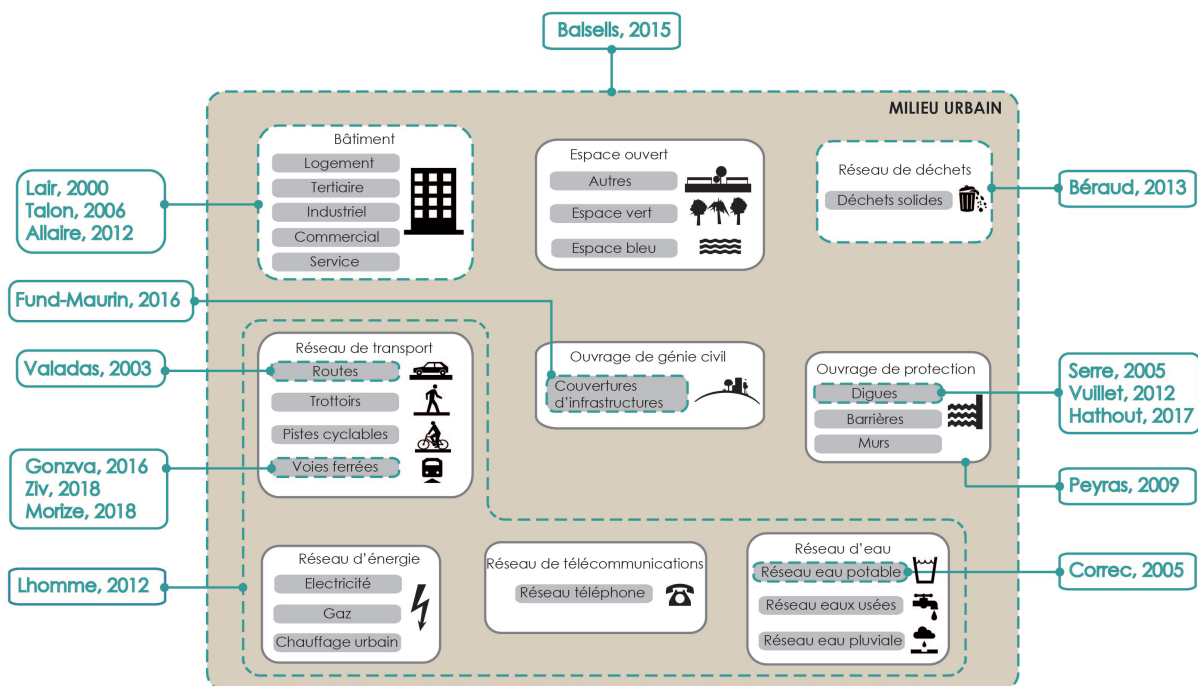 Balsells, 2015
MILIEU URBAIN
Bâtiment
Logement
Tertiaire
Industriel
Commercial
Service
Espace ouvert
Autres
Espace vert
Espace bleu
Réseau de déchets
Déchets solides
Lair, 2000
Talon, 2006
Allaire, 2012
Béraud, 2013
Fund-Maurin, 2016
Valadas, 2003
Réseau de transport
Routes
Trottoirs
Pistes cyclables
Voies ferrées
Ouvrage de génie civil
Couvertures
d'infrastructures
Ouvrage de protection
Digues
Barrières
Murs
Serre, 2005
Vuillet, 2012
Hathout, 2017
Gonzva, 2016
Ziv, 2018
Morize, 2018
Peyras, 2009
Lhomme, 2012
Réseau d'énergie
Electricité
Gaz
Chauffage urbain
Réseau de télécommunications
Réseau téléphone
Réseau d'eau
Réseau eau potable
Réseau eaux usées
Réseau eau pluviale
Correc, 2005